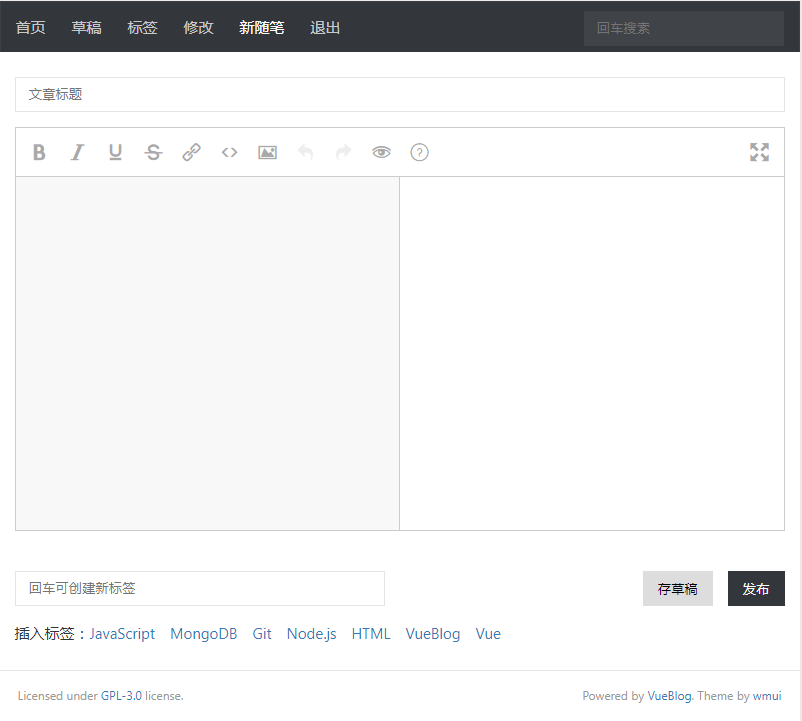 首页 草稿 标签 修改 新随笔 退出 回车搜索
文章标题
B I U S <> ?
回车可创建新标签 存草稿 发布
插入标签：JavaScript MongoDB Git Node.js HTML VueBlog Vue
Licensed under GPL-3.0 license. Powered by VueBlog. Theme by wmui